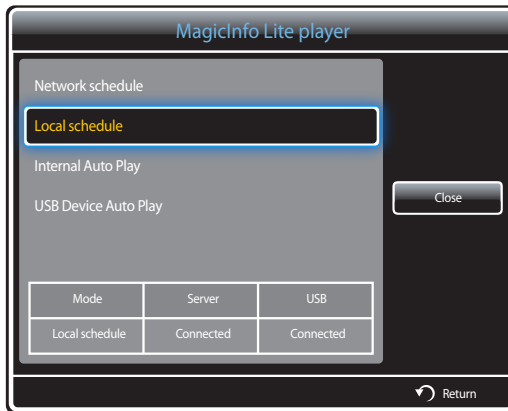 MagicInfo Lite player
Network schedule
Local schedule
Internal Auto Play
USB Device Auto Play
Close
Mode Server USB
Local schedule Connected Connected
Return